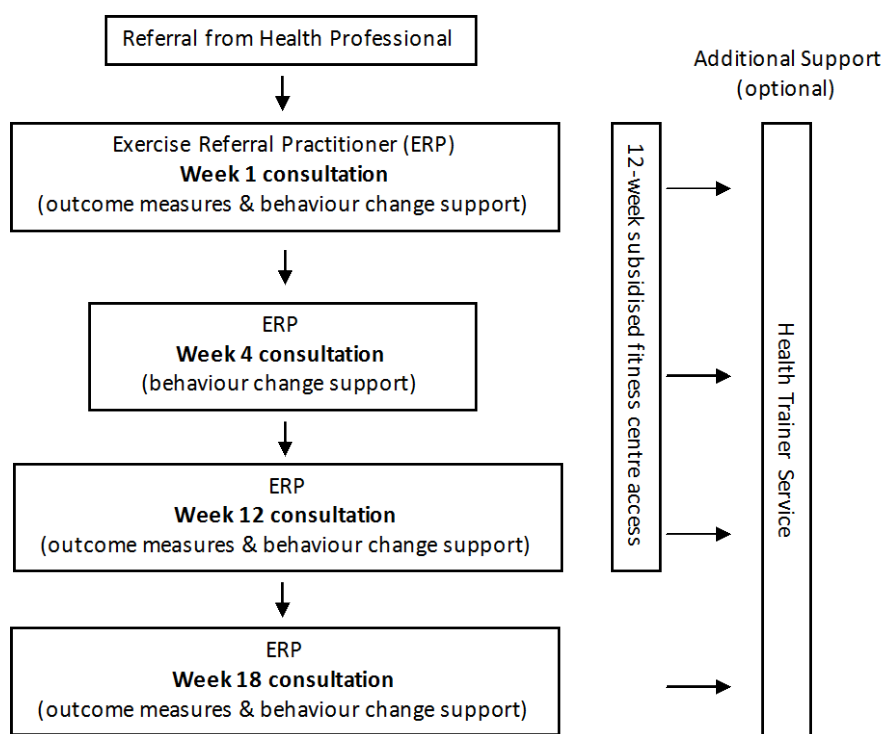 Referral from Health Professional
Additional Support
(optional)
Exercise Referral Practitioner (ERP)
Week 1 consultation
(outcome measures & behaviour change support)
ERP
Week 4 consultation
(behaviour change support)
ERP
Week 12 consultation
(outcome measures & behaviour change support)
ERP
Week 18 consultation
(outcome measures & behaviour change support)
12-week subsidised fitness centre access
Health Trainer Service